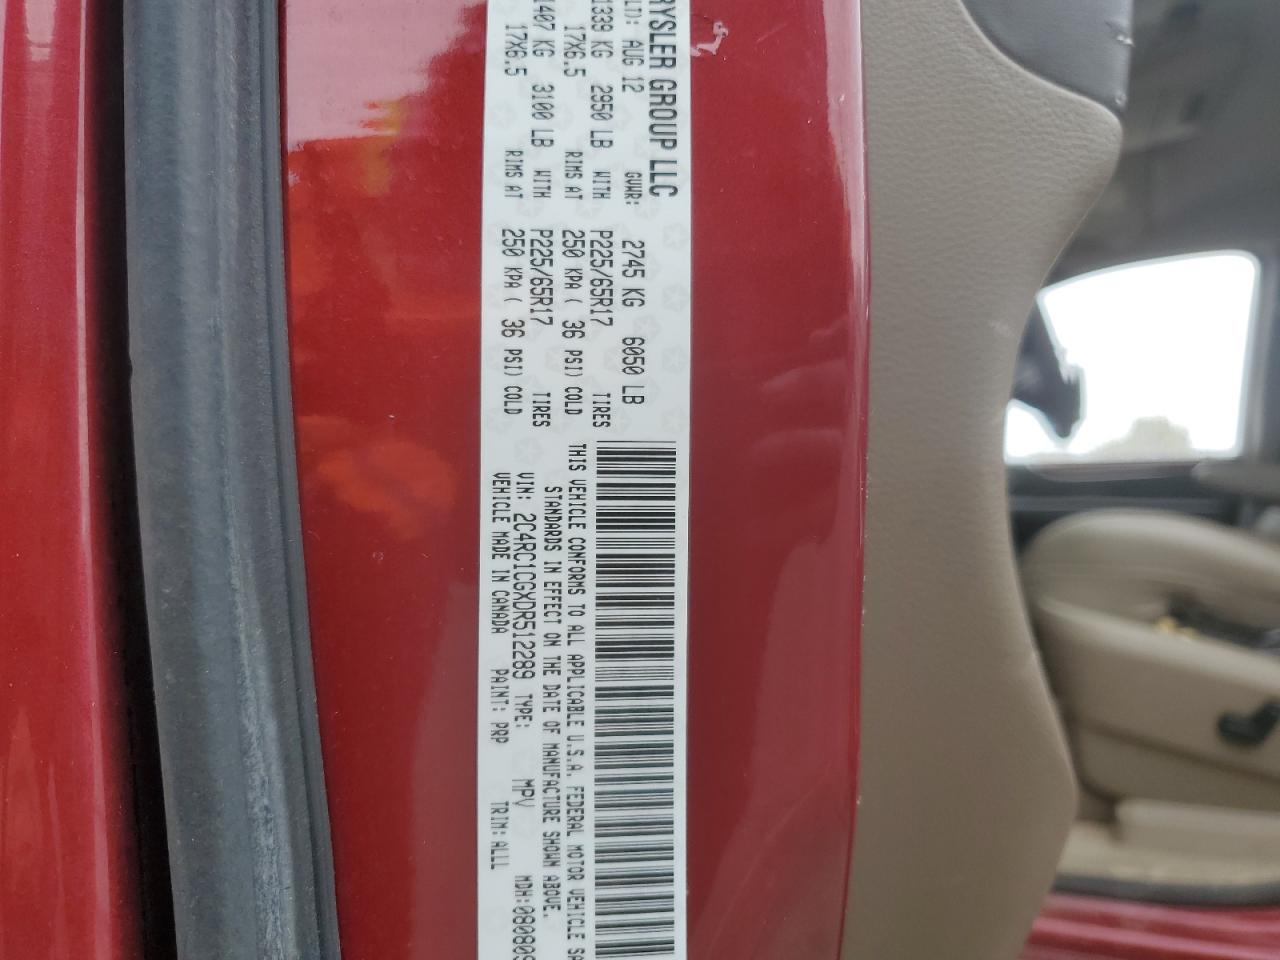 RYSLER GROUP LLC
LT): AUG 12 GVWR: 2745 KG 6050 LB
1339 KG 2950 LB WITH P225/65R17 TIRES
17X6.5 RIMS AT 250 KPA ( 36 PSI) COLD
1407 KG 3100 LB WITH P225/65R17 TIRES
17X6.5 RIMS AT 250 KPA ( 36 PSI) COLD
THIS VEHICLE CONFORMS TO ALL APPLICABLE U.S.A. FEDERAL MOTOR VEHICLE SA
STANDARDS IN EFFECT ON THE DATE OF MANUFACTURE SHOWN ABOVE.
VIN: 2C4RC1CGXDR512289 TYPE: MPV MDH:080809
VEHICLE MADE IN CANADA PAINT: PRP TRIM:ALLL